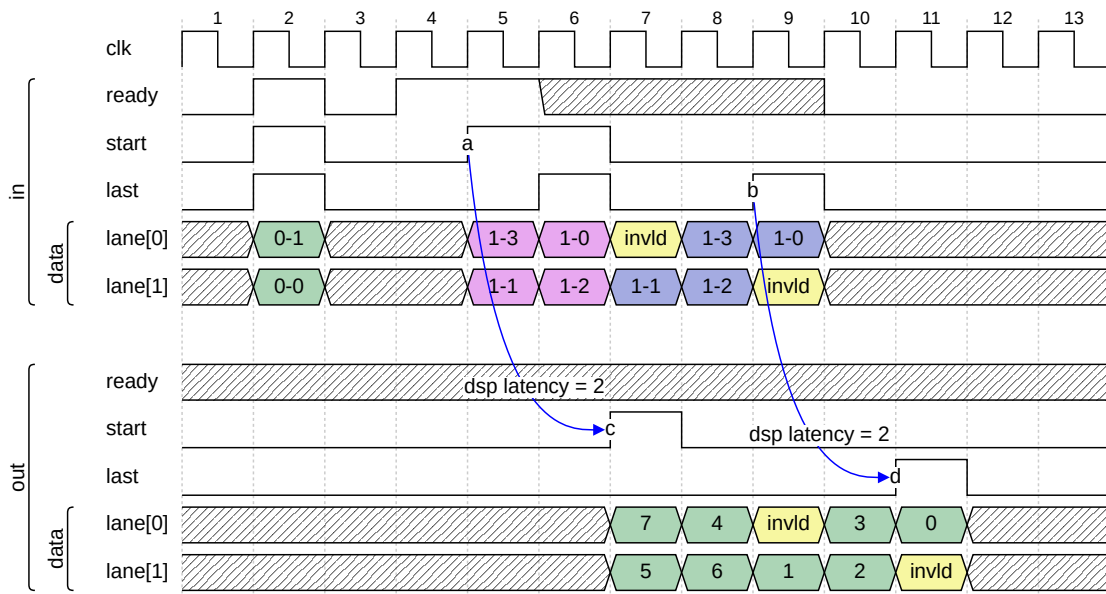 1 2 3 4 5 6 7 8 9 10 11 12 13
clk
in
ready
start a
last b
data
lane[0] 0-1 1-3 1-0 invld 1-3 1-0
lane[1] 0-0 1-1 1-2 1-1 1-2 invld
out
ready
dsp latency = 2
start c
dsp latency = 2
last d
data
lane[0] 7 4 invld 3 0
lane[1] 5 6 1 2 invld